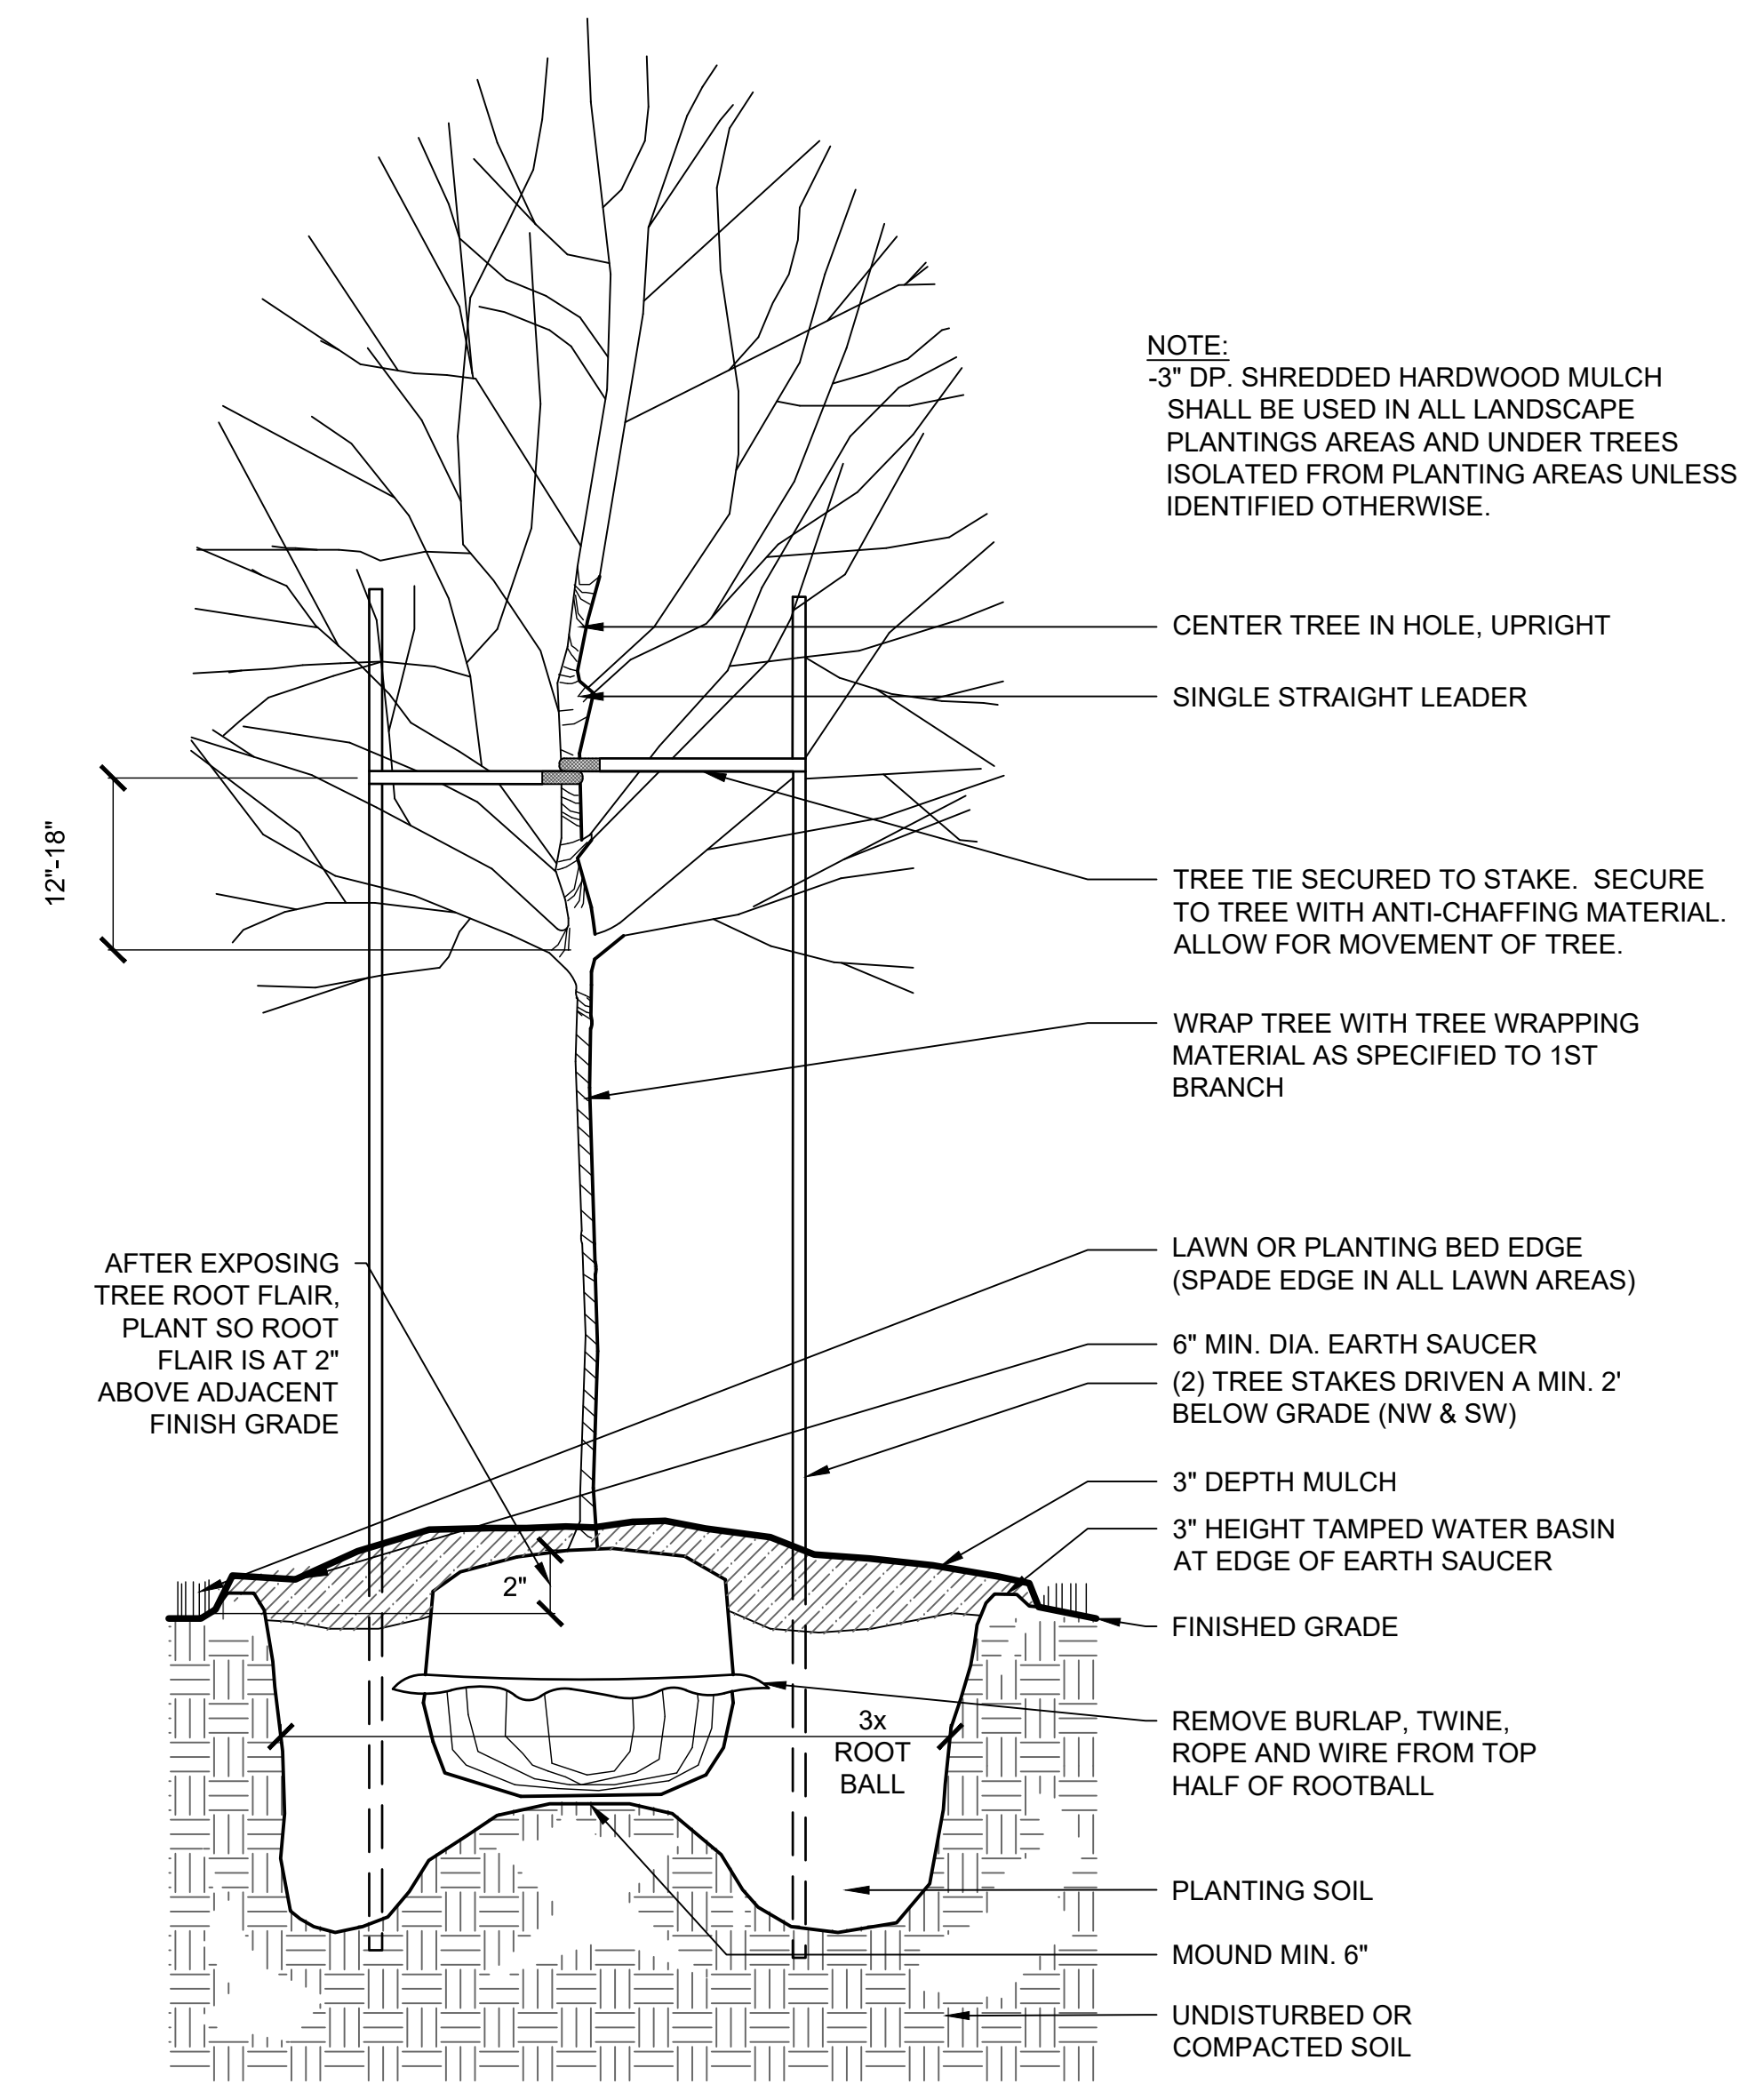 NOTE:
-3" DP. SHREDDED HARDWOOD MULCH
SHALL BE USED IN ALL LANDSCAPE
PLANTINGS AREAS AND UNDER TREES
ISOLATED FROM PLANTING AREAS UNLESS
IDENTIFIED OTHERWISE.
CENTER TREE IN HOLE, UPRIGHT
SINGLE STRAIGHT LEADER
12"-18"
TREE TIE SECURED TO STAKE. SECURE
TO TREE WITH ANTI-CHAFFING MATERIAL.
ALLOW FOR MOVEMENT OF TREE.
WRAP TREE WITH TREE WRAPPING
MATERIAL AS SPECIFIED TO 1ST
BRANCH
AFTER EXPOSING
TREE ROOT FLAIR,
PLANT SO ROOT
FLAIR IS AT 2"
ABOVE ADJACENT
FINISH GRADE
LAWN OR PLANTING BED EDGE
(SPADE EDGE IN ALL LAWN AREAS)
6" MIN. DIA. EARTH SAUCER
(2) TREE STAKES DRIVEN A MIN. 2'
BELOW GRADE (NW & SW)
3" DEPTH MULCH
3" HEIGHT TAMPED WATER BASIN
AT EDGE OF EARTH SAUCER
2"
FINISHED GRADE
3x
ROOT
BALL
REMOVE BURLAP, TWINE,
ROPE AND WIRE FROM TOP
HALF OF ROOTBALL
PLANTING SOIL
MOUND MIN. 6"
UNDISTURBED OR
COMPACTED SOIL